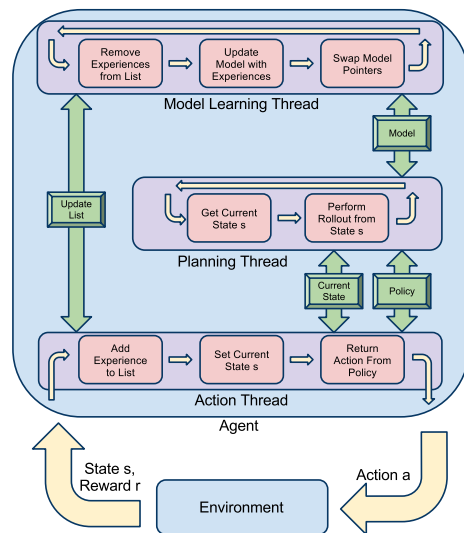 Remove
Experiences
from List
Update
Model with
Experiences
Swap Model
Pointers
Model Learning Thread
Model
Update
List
Get Current
State s
Perform
Rollout from
State s
Planning Thread
Current
State
Policy
Add
Experience
to List
Set Current
State s
Return
Action From
Policy
Action Thread
Agent
State s,
Reward r
Action a
Environment